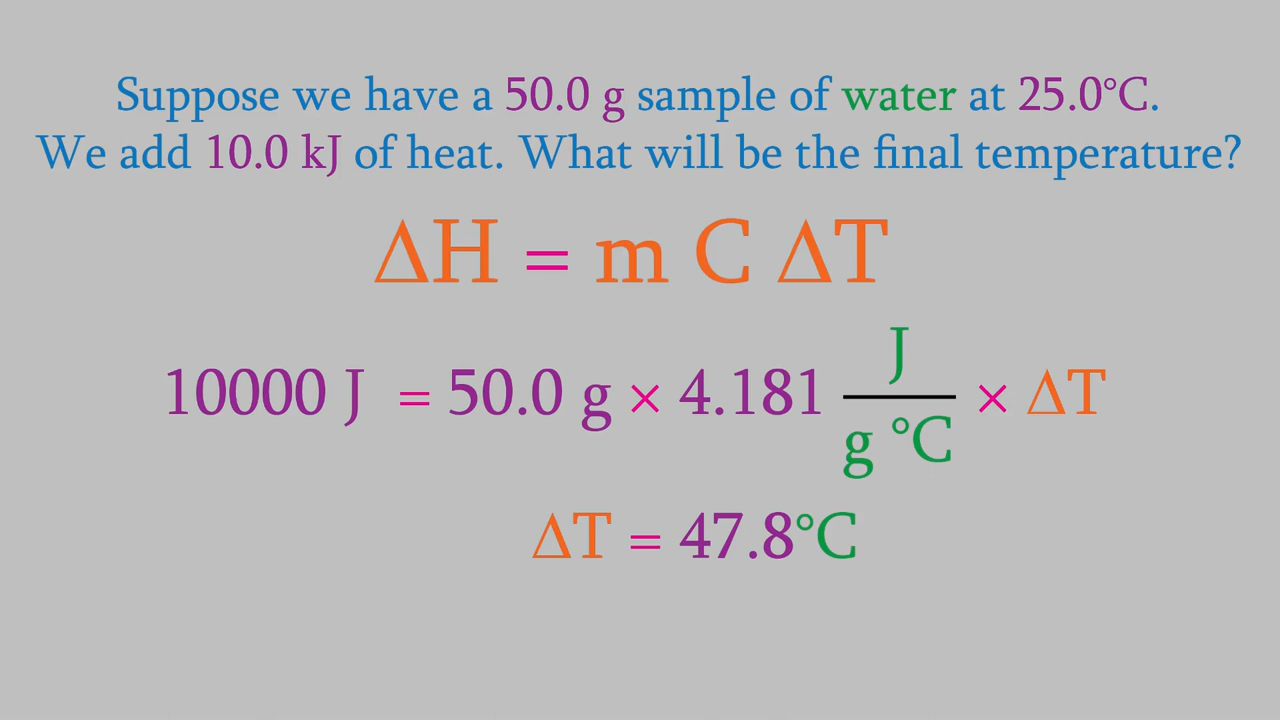 Suppose we have a 50.0 g sample of water at 25.0°C.
We add 10.0 kJ of heat. What will be the final temperature?
ΔH = m C ΔT
10000 J = 50.0 g × 4.181 J / g °C × ΔT
ΔT = 47.8°C